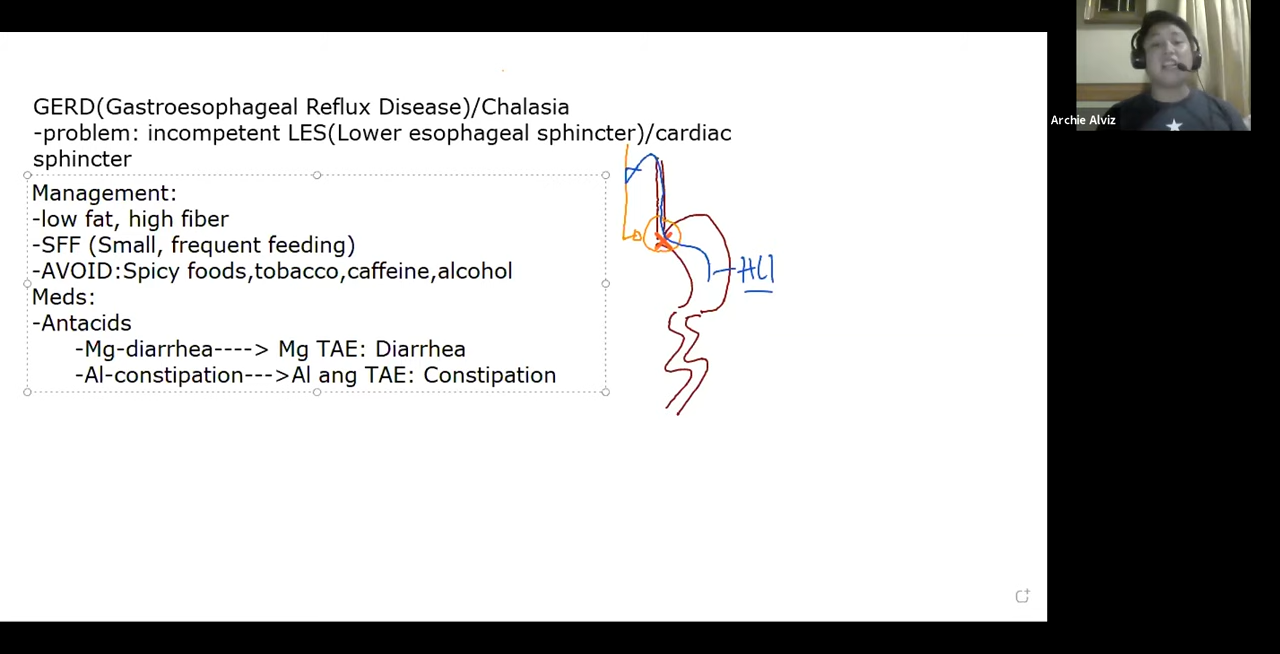 GERD(Gastroesophageal Reflux Disease)/Chalasia
-problem: incompetent LES(Lower esophageal sphincter)/cardiac
sphincter
Management:
-low fat, high fiber
-SFF (Small, frequent feeding)
-AVOID:Spicy foods,tobacco,caffeine,alcohol
Meds:
-Antacids
-Mg-diarrhea----> Mg TAE: Diarrhea
-Al-constipation--->Al ang TAE: Constipation
HCl
Archie Alviz